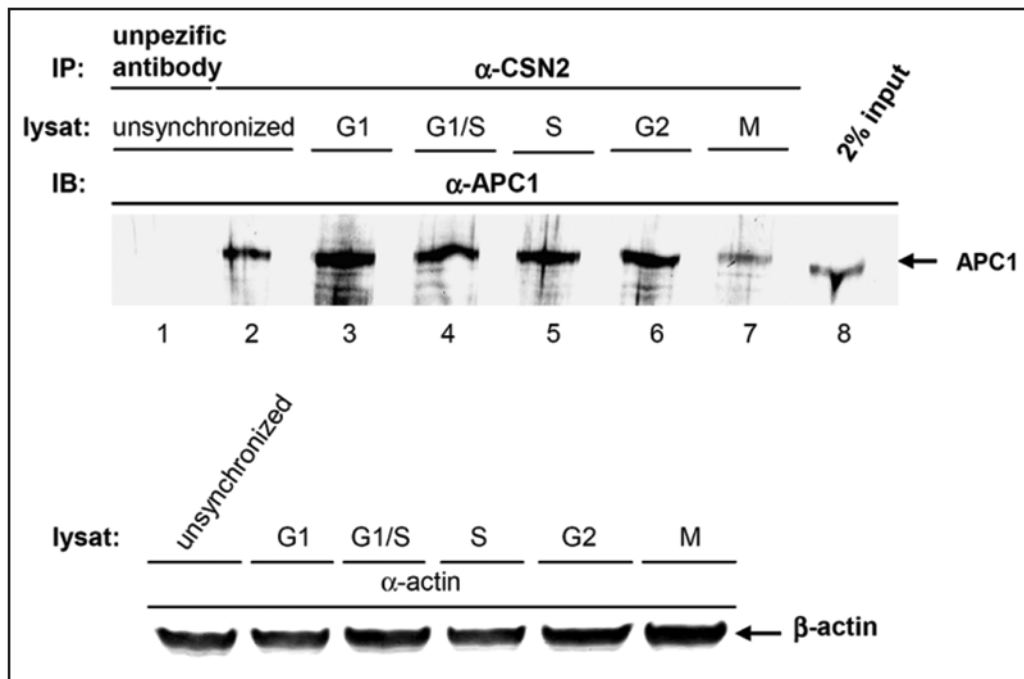 unpezific
IP: antibody α-CSN2
lysat: unsynchronized G1 G1/S S G2 M 2% input
IB: α-APC1
APC1
1 2 3 4 5 6 7 8
lysat: unsynchronized G1 G1/S S G2 M
α-actin
β-actin